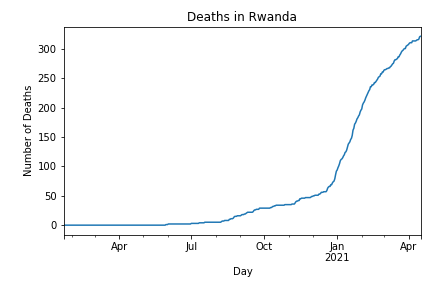 Deaths in Rwanda
Number of Deaths
300
250
200
150
100
50
0
Apr
Jul
Oct
Jan
2021
Apr
Day